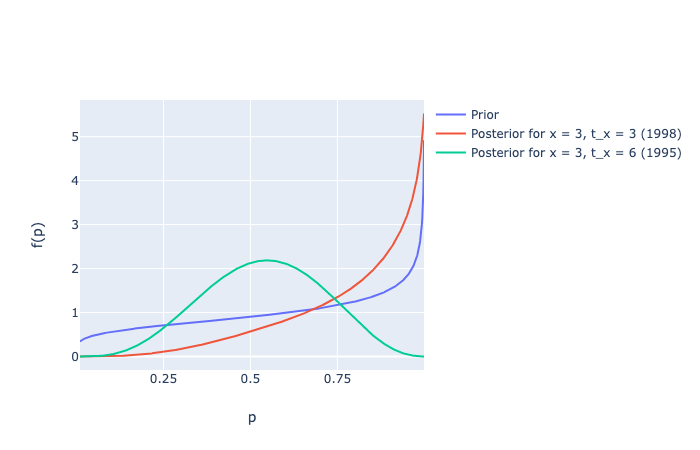 Prior
Posterior for x = 3, t_x = 3 (1998)
Posterior for x = 3, t_x = 6 (1995)
5
4
3
2
1
0
f(p)
0.25 0.5 0.75
p